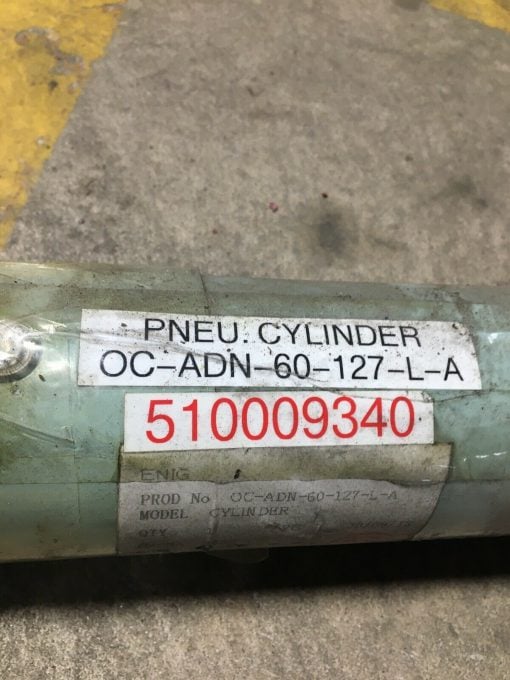 PNEU. CYLINDER
OC-ADN-60-127-L-A
510009340
ENIG
PROD No OC-ADN-60-127-L-A
MODEL CYLINDER
QTY